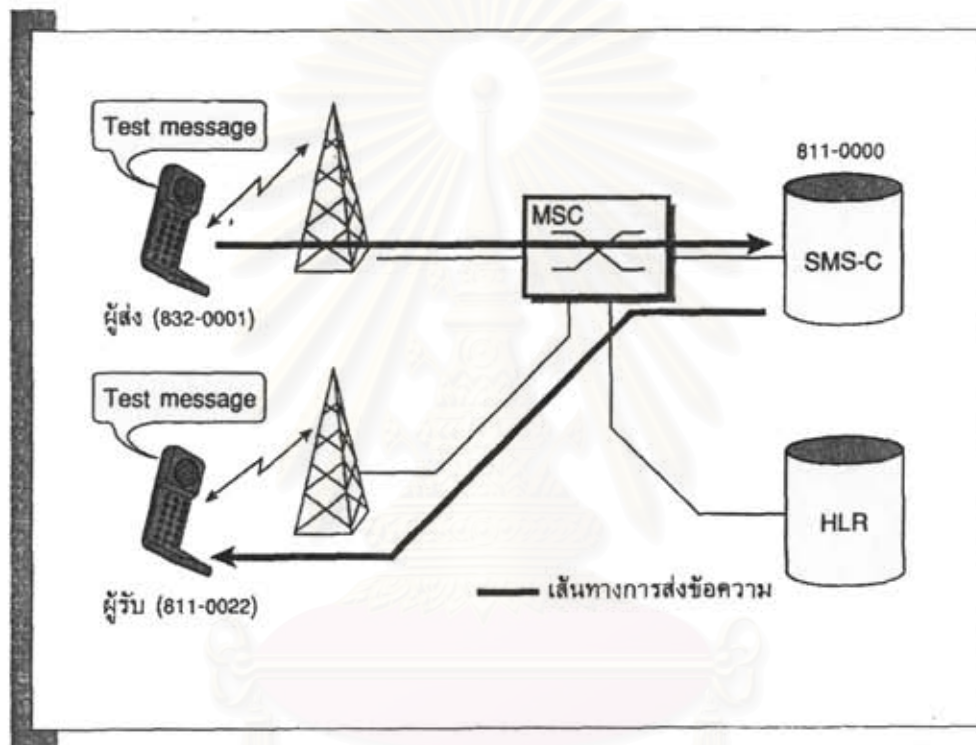 Test message
811-0000
MSC
SMS-C
ผู้ส่ง (832-0001)
Test message
HLR
เส้นทางการส่งข้อความ
ผู้รับ (811-0022)